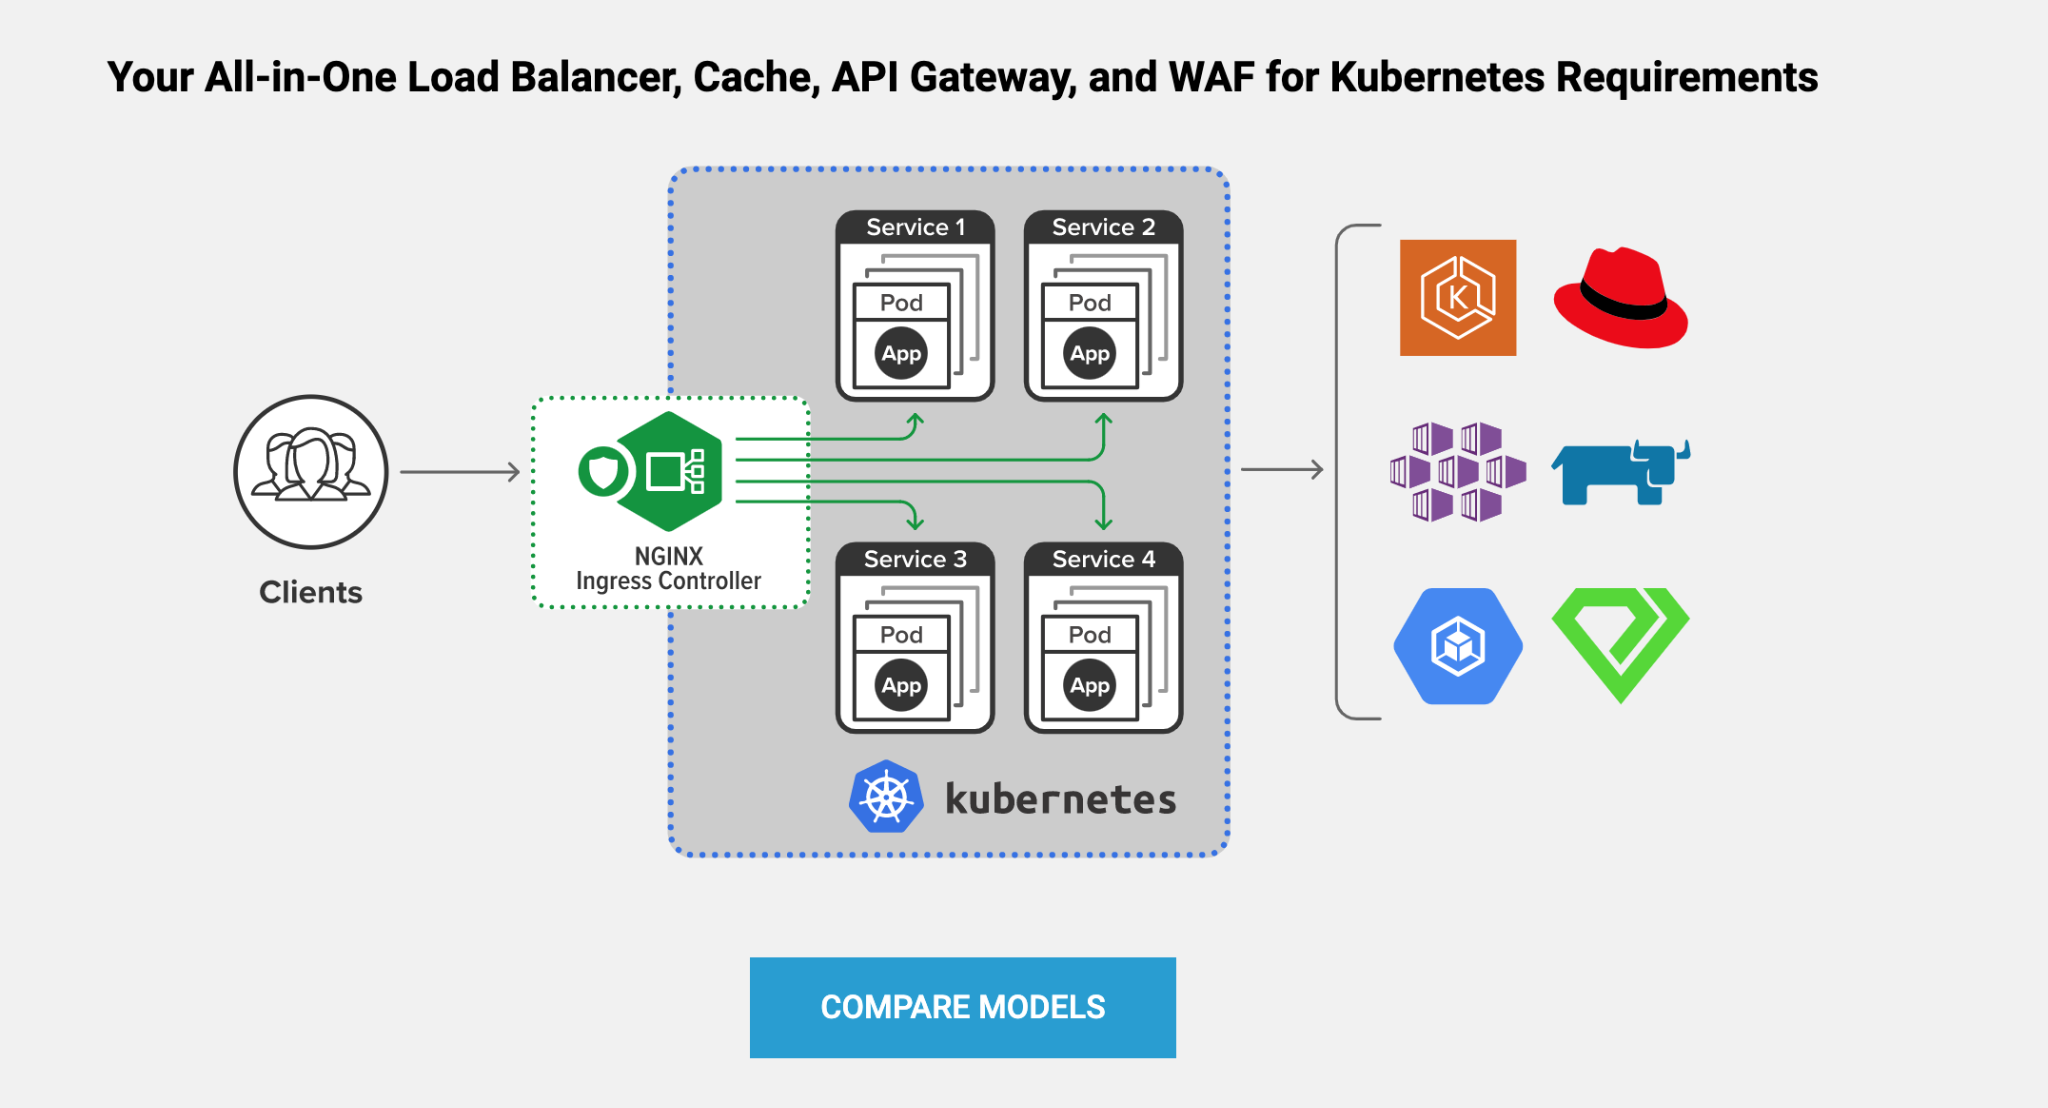 Your All-in-One Load Balancer, Cache, API Gateway, and WAF for Kubernetes Requirements
Service 1
Pod
App
Service 2
Pod
App
Clients
NGINX
Ingress Controller
Service 3
Pod
App
Service 4
Pod
App
kubernetes
K
COMPARE MODELS